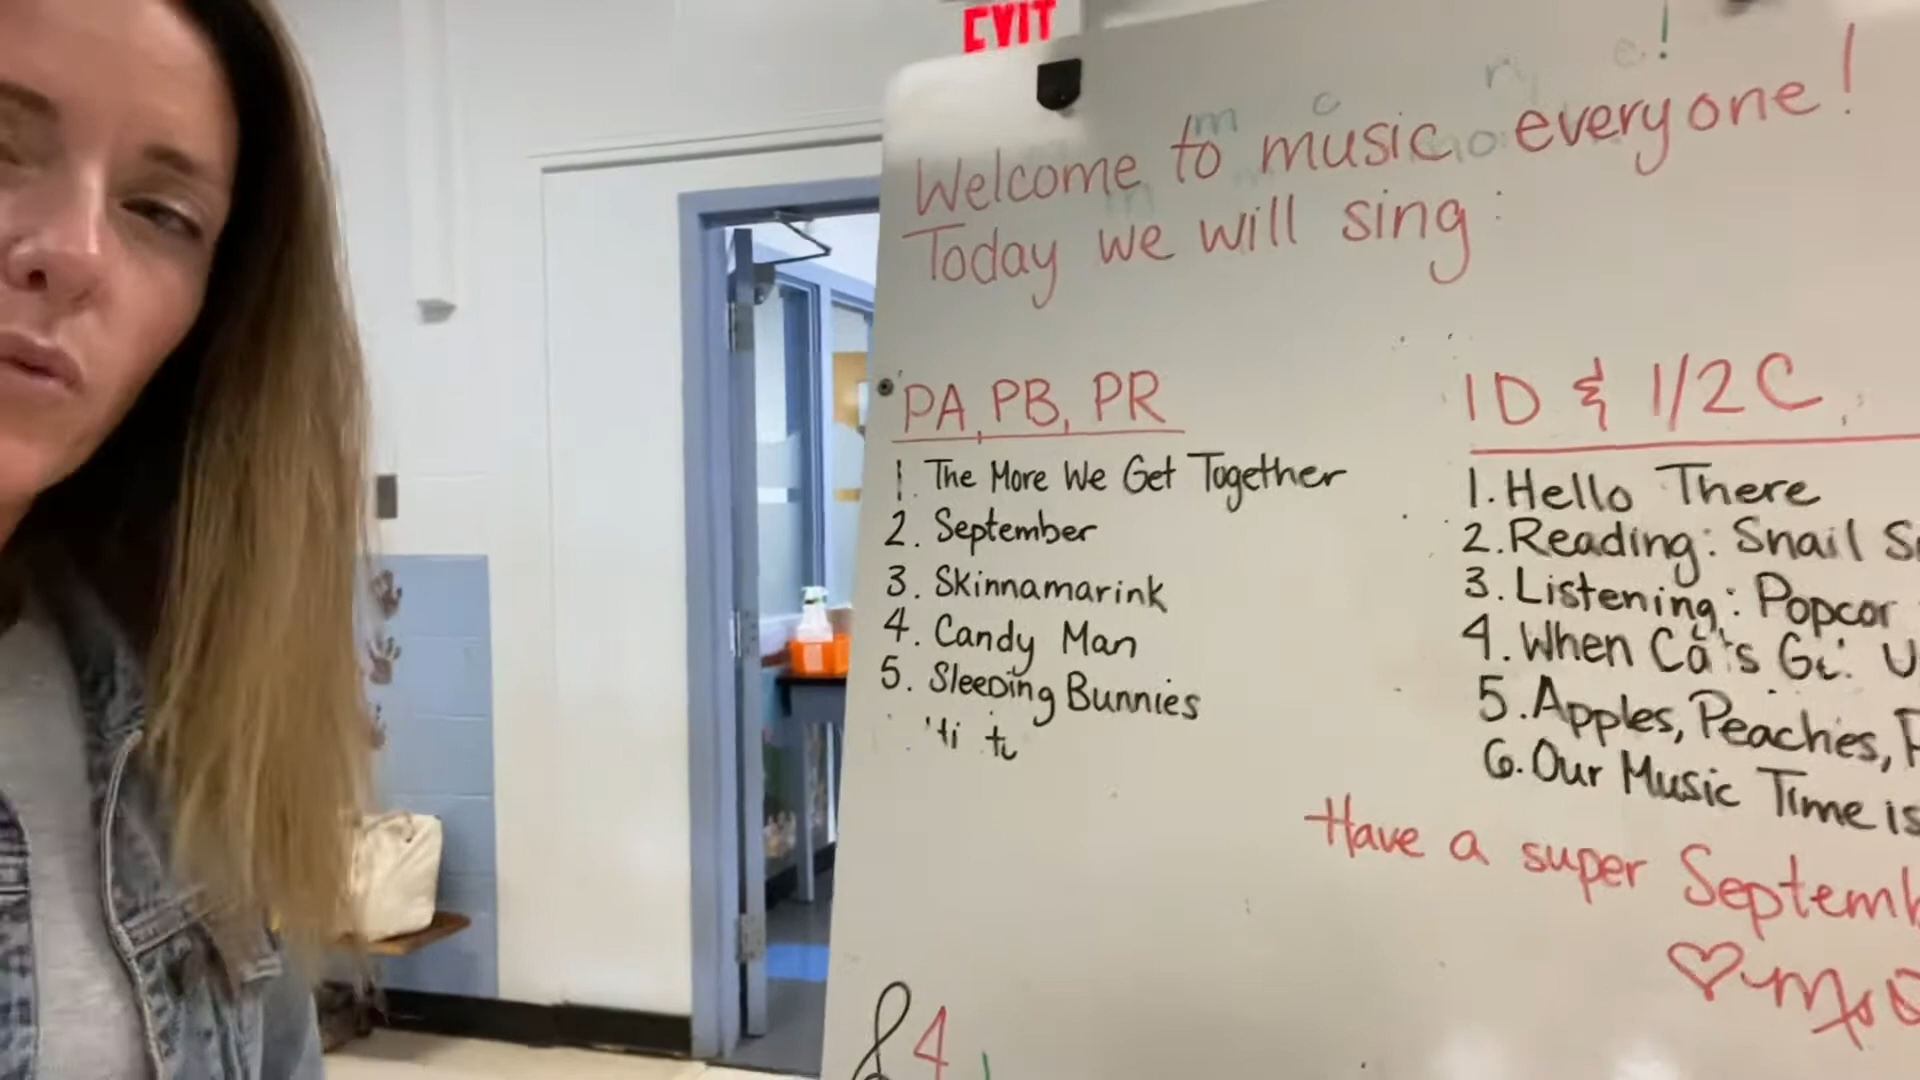 EXIT
Welcome to music everyone!
Today we will sing:
PA, PB, PR
1. The More We Get Together
2. September
3. Skinnamarink
4. Candy Man
5. Sleeping Bunnies
1D & 1/2C
1. Hello There
2. Reading: Snail
3. Listening:
4. When
5. Apples, Peaches,
6. Our Music Time is
Have a super
4